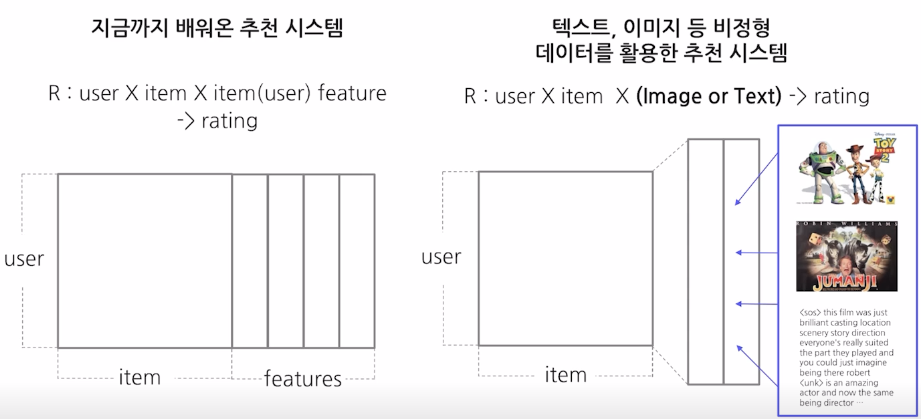 지금까지 배워온 추천 시스템
R : user X item X item(user) feature
-> rating
user
item
features
텍스트, 이미지 등 비정형
데이터를 활용한 추천 시스템
R : user X item X (Image or Text) -> rating
user
item
TOY
STORY
2
ROBIN WILLIAMS
JUMANJI
<sos> this film was just
brilliant casting location
scenery story direction
everyone's really suited
the part they played and
you could just imagine
being there robert
<unk> is an amazing
actor and now the same
being director ...